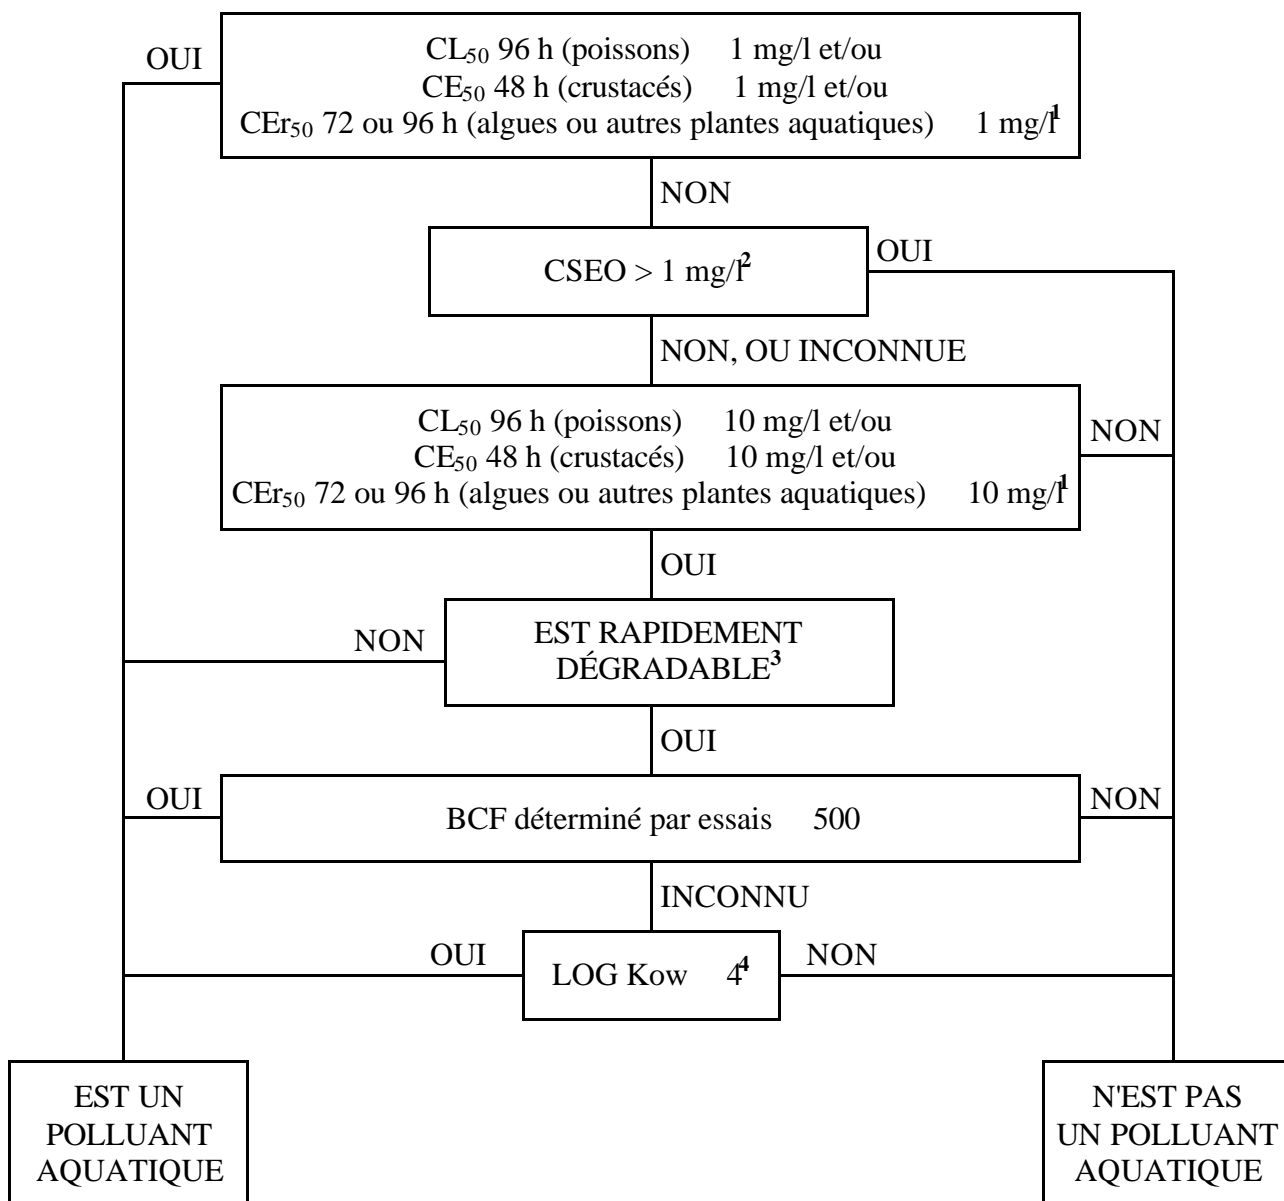 OUI
CL50 96 h (poissons) 1 mg/l et/ou
CE50 48 h (crustacés) 1 mg/l et/ou
CEr50 72 ou 96 h (algues ou autres plantes aquatiques) 1 mg/l1
NON
CSEO > 1 mg/l2
OUI
NON, OU INCONNUE
CL50 96 h (poissons) 10 mg/l et/ou
CE50 48 h (crustacés) 10 mg/l et/ou
CEr50 72 ou 96 h (algues ou autres plantes aquatiques) 10 mg/l1
NON
OUI
NON
EST RAPIDEMENT
DÉGRADABLE3
OUI
OUI
BCF déterminé par essais 500
NON
INCONNU
OUI
LOG Kow 44
NON
EST UN
POLLUANT
AQUATIQUE
N'EST PAS
UN POLLUANT
AQUATIQUE